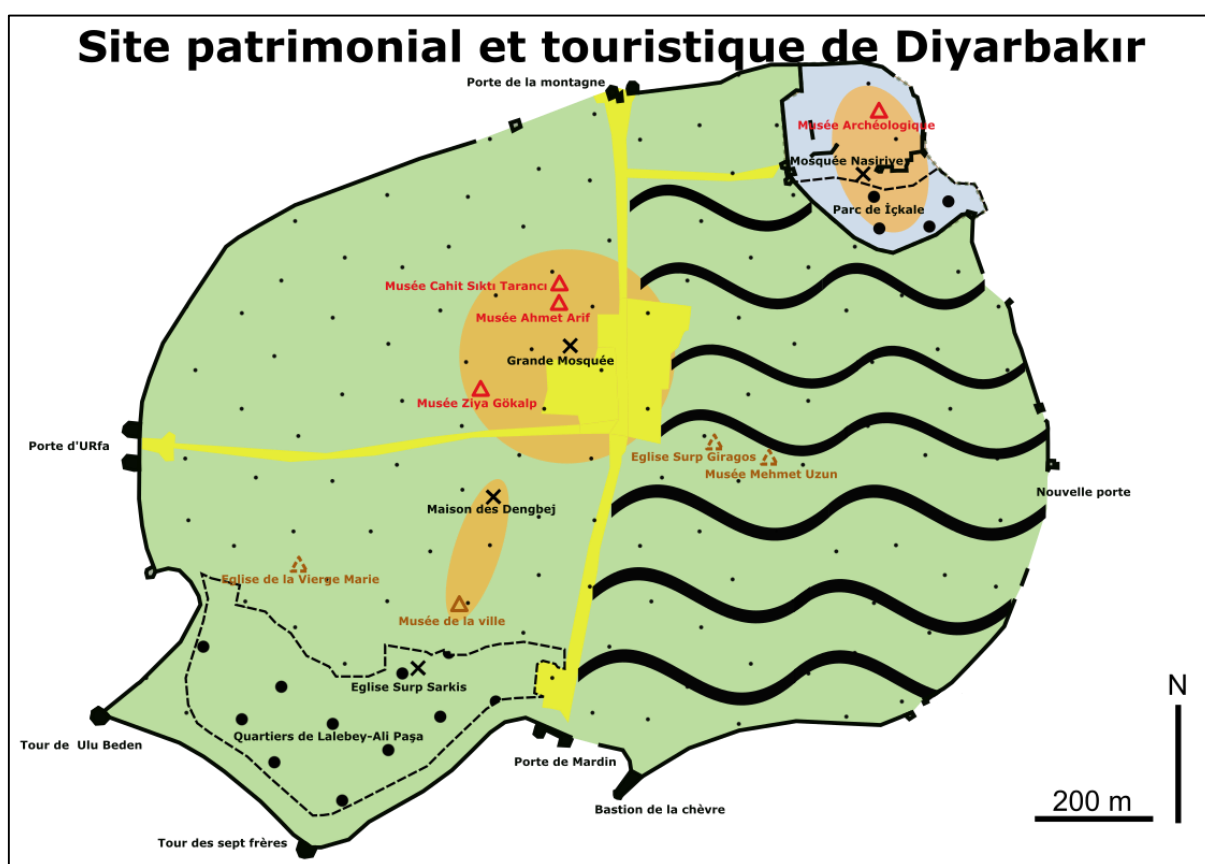 Site patrimonial et touristique de Diyarbakır
Porte de la montagne
Musée Archéologique
Mosquée Nasiriye
Parc de İçkale
Musée Cahit Sıktı Tarancı
Musée Ahmet Arif
Grande Mosquée
Musée Ziya Gökalp
Porte d'URfa
Eglise Surp Giragos
Musée Mehmet Uzun
Nouvelle porte
Maison des Dengbej
Eglise de la Vierge Marie
Musée de la ville
Eglise Surp Sarkis
Quartiers de Lalebey-Ali Paşa
Tour de Ulu Beden
Porte de Mardin
Bastion de la chèvre
Tour des sept frères
N
200 m